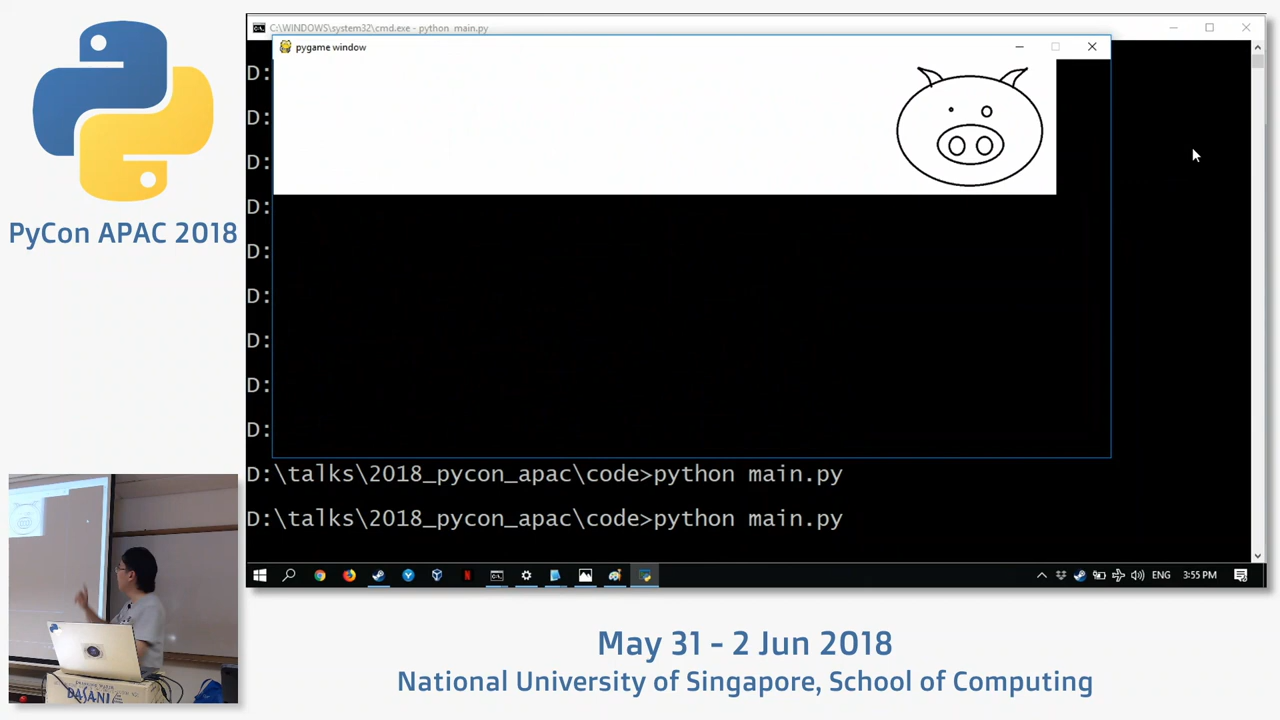 PyCon APAC 2018
C:\WINDOWS\system32\cmd.exe - python main.py
pygame window
D:
D:
D:
D:
D:
D:
D:
D:
D:
D:\talks\2018_pycon_apac\code>python main.py
D:\talks\2018_pycon_apac\code>python main.py
ENG
3:55 PM
DASANI
May 31 - 2 Jun 2018
National University of Singapore, School of Computing